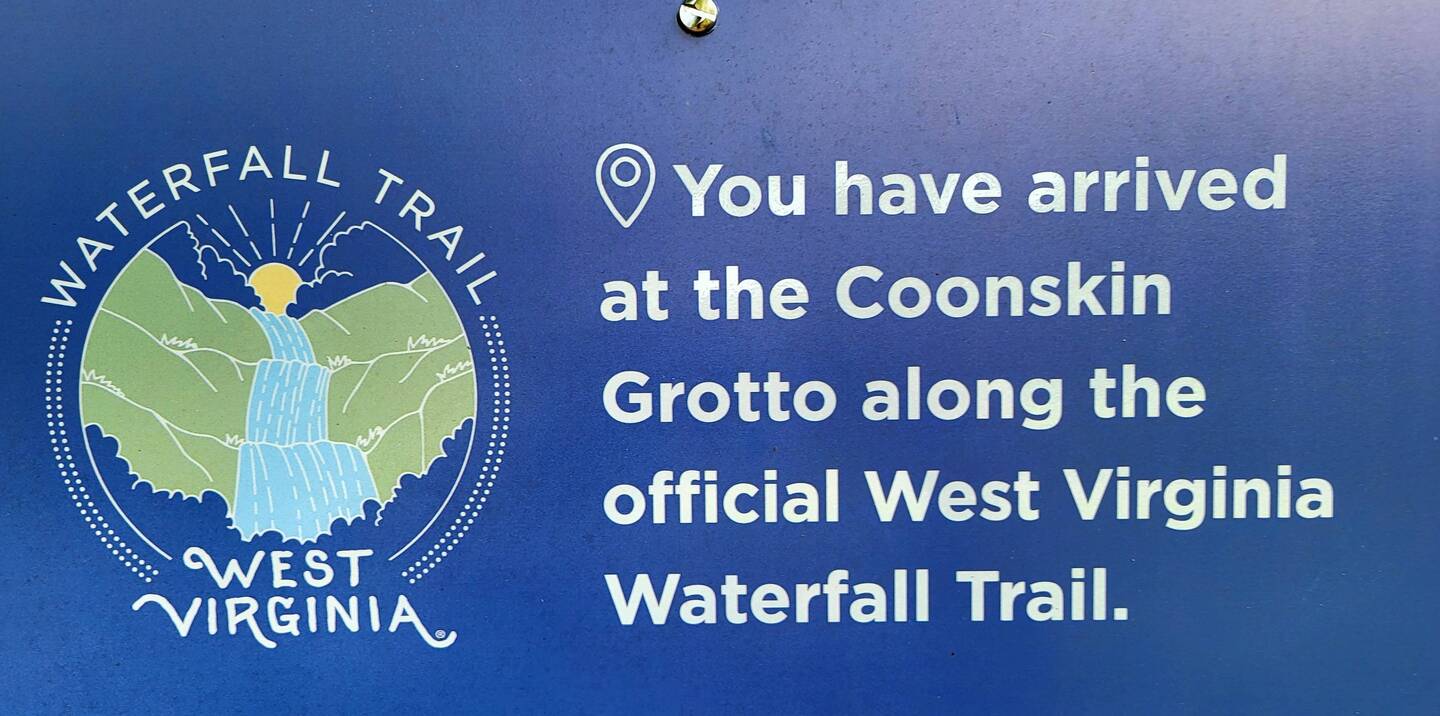 WATERFALL TRAIL
WEST
VIRGINIA®
You have arrived
at the Coonskin
Grotto along the
official West Virginia
Waterfall Trail.